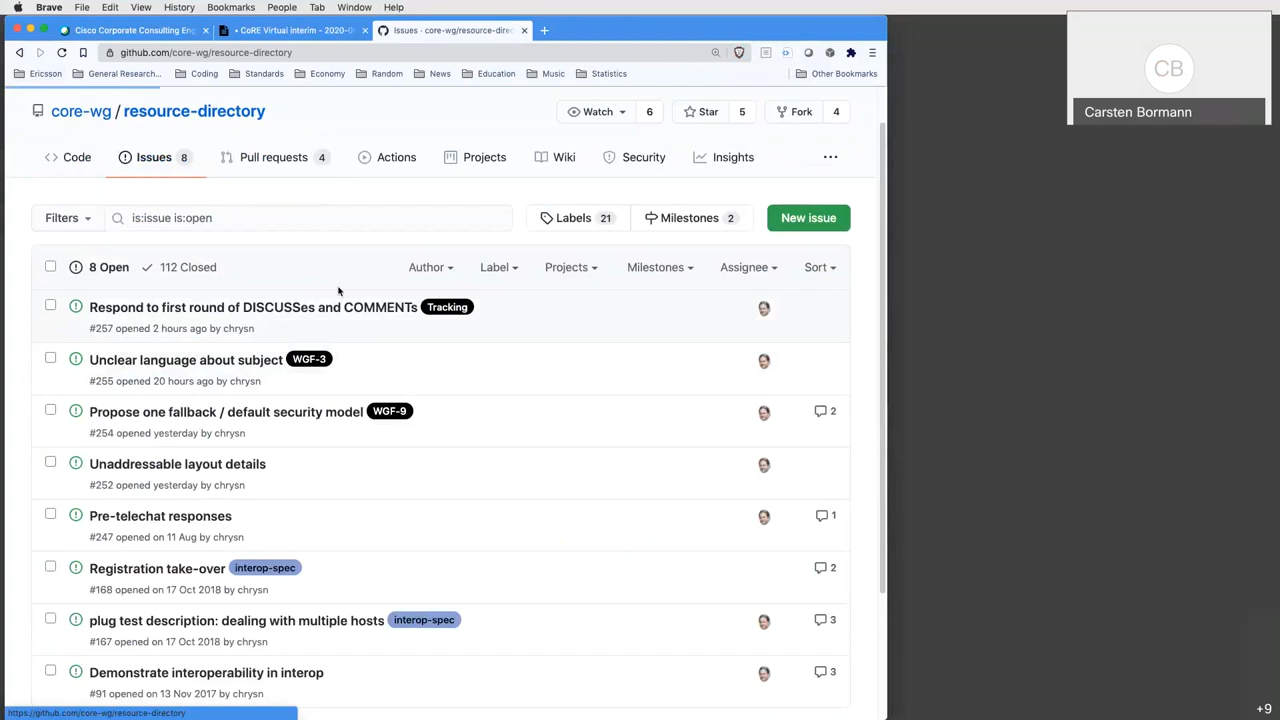 Brave File Edit View History Bookmarks People Tab Window Help
Cisco Corporate Consulting Eng × • CoRE Virtual interim - 2020-0 × Issues · core-wg/resource-direc × +
github.com/core-wg/resource-directory
Ericsson General Research... Coding Standards Economy Random News Education Music Statistics Other Bookmarks
core-wg / resource-directory Watch 6 Star 5 Fork 4
Code Issues 8 Pull requests 4 Actions Projects Wiki Security Insights ...
Filters is:issue is:open Labels 21 Milestones 2 New issue
8 Open 112 Closed Author Label Projects Milestones Assignee Sort
Respond to first round of DISCUSSes and COMMENTs Tracking
#257 opened 2 hours ago by chrysn
Unclear language about subject WGF-3
#255 opened 20 hours ago by chrysn
Propose one fallback / default security model WGF-9 2
#254 opened yesterday by chrysn
Unaddressable layout details
#252 opened yesterday by chrysn
Pre-telechat responses 1
#247 opened on 11 Aug by chrysn
Registration take-over interop-spec 2
#168 opened on 17 Oct 2018 by chrysn
plug test description: dealing with multiple hosts interop-spec 3
#167 opened on 17 Oct 2018 by chrysn
Demonstrate interoperability in interop 3
#91 opened on 13 Nov 2017 by chrysn
https://github.com/core-wg/resource-directory
CB
Carsten Bormann
+9